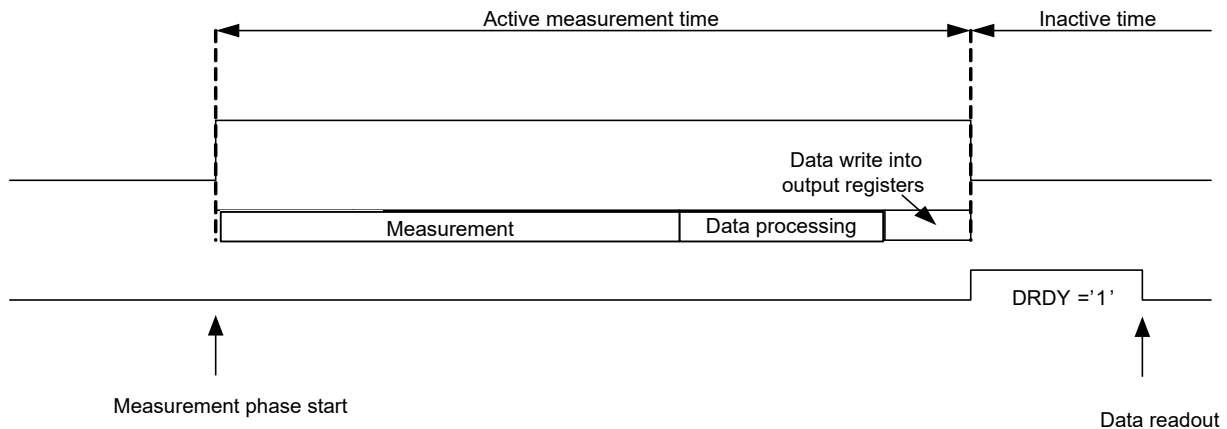 Active measurement time
Inactive time
Data write into
output registers
Measurement
Data processing
DRDY =’1’
Measurement phase start
Data readout